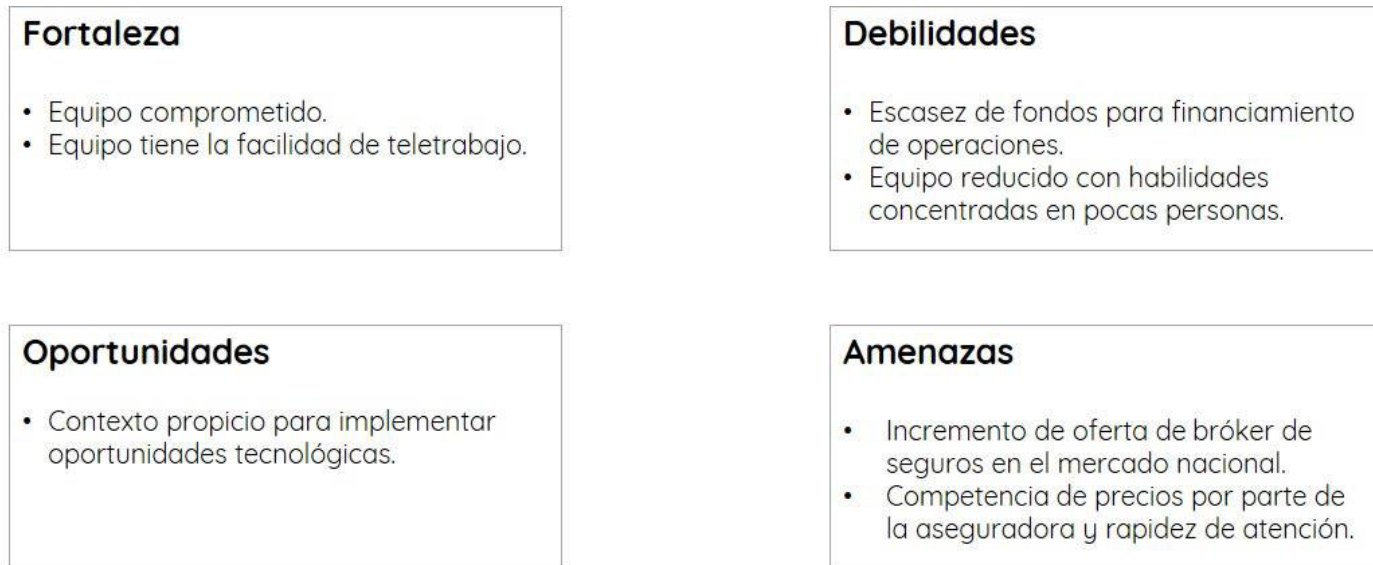 Fortaleza
• Equipo comprometido.
• Equipo tiene la facilidad de teletrabajo.
Debilidades
• Escasez de fondos para financiamiento
de operaciones.
• Equipo reducido con habilidades
concentradas en pocas personas.
Oportunidades
• Contexto propicio para implementar
oportunidades tecnológicas.
Amenazas
• Incremento de oferta de bróker de
seguros en el mercado nacional.
• Competencia de precios por parte de
la aseguradora y rapidez de atención.